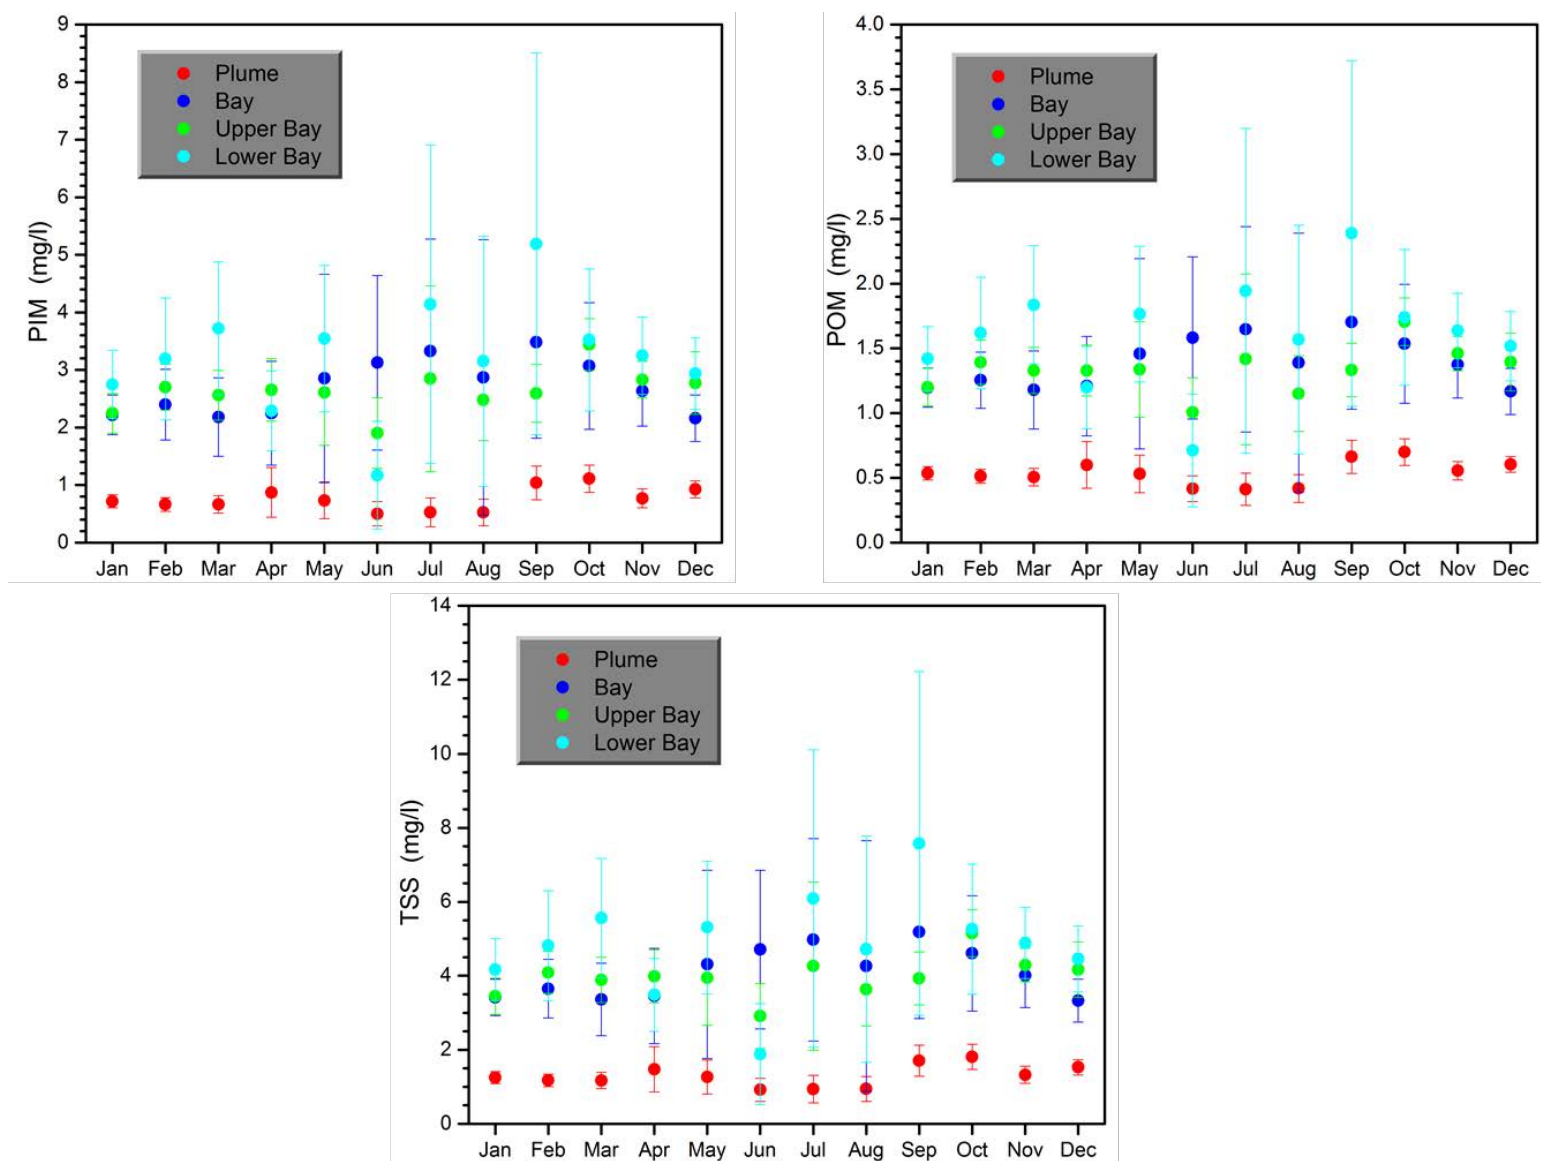 PIM (mg/l)
9
8
7
6
5
4
3
2
1
0
Plume
Bay
Upper Bay
Lower Bay
Jan Feb Mar Apr May Jun Jul Aug Sep Oct Nov Dec
POM (mg/l)
4.0
3.5
3.0
2.5
2.0
1.5
1.0
0.5
0.0
Plume
Bay
Upper Bay
Lower Bay
Jan Feb Mar Apr May Jun Jul Aug Sep Oct Nov Dec
TSS (mg/l)
14
12
10
8
6
4
2
0
Plume
Bay
Upper Bay
Lower Bay
Jan Feb Mar Apr May Jun Jul Aug Sep Oct Nov Dec